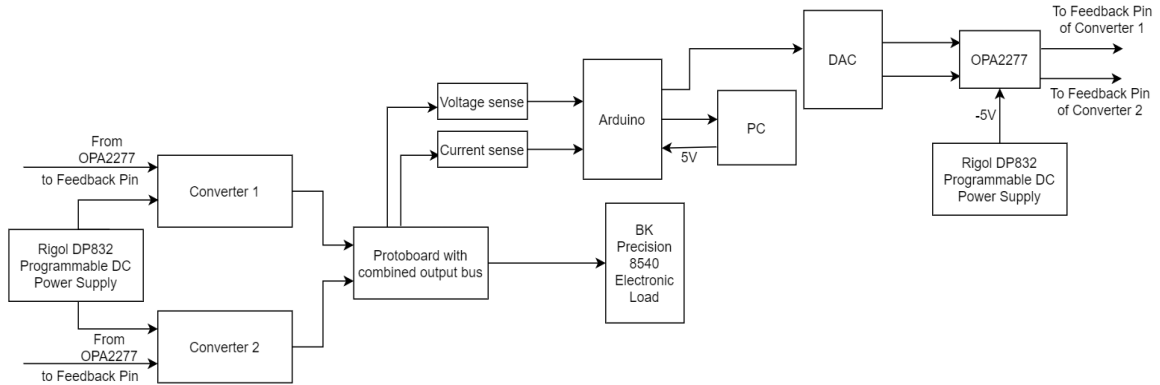 From
OPA2277
to Feedback Pin
Rigol DP832
Programmable DC
Power Supply
From
OPA2277
to Feedback Pin
Converter 1
Converter 2
Protoboard with
combined output bus
Voltage sense
Current sense
BK
Precision
8540
Electronic
Load
Arduino
PC
5V
DAC
OPA2277
-5V
Rigol DP832
Programmable DC
Power Supply
To Feedback Pin
of Converter 1
To Feedback Pin
of Converter 2